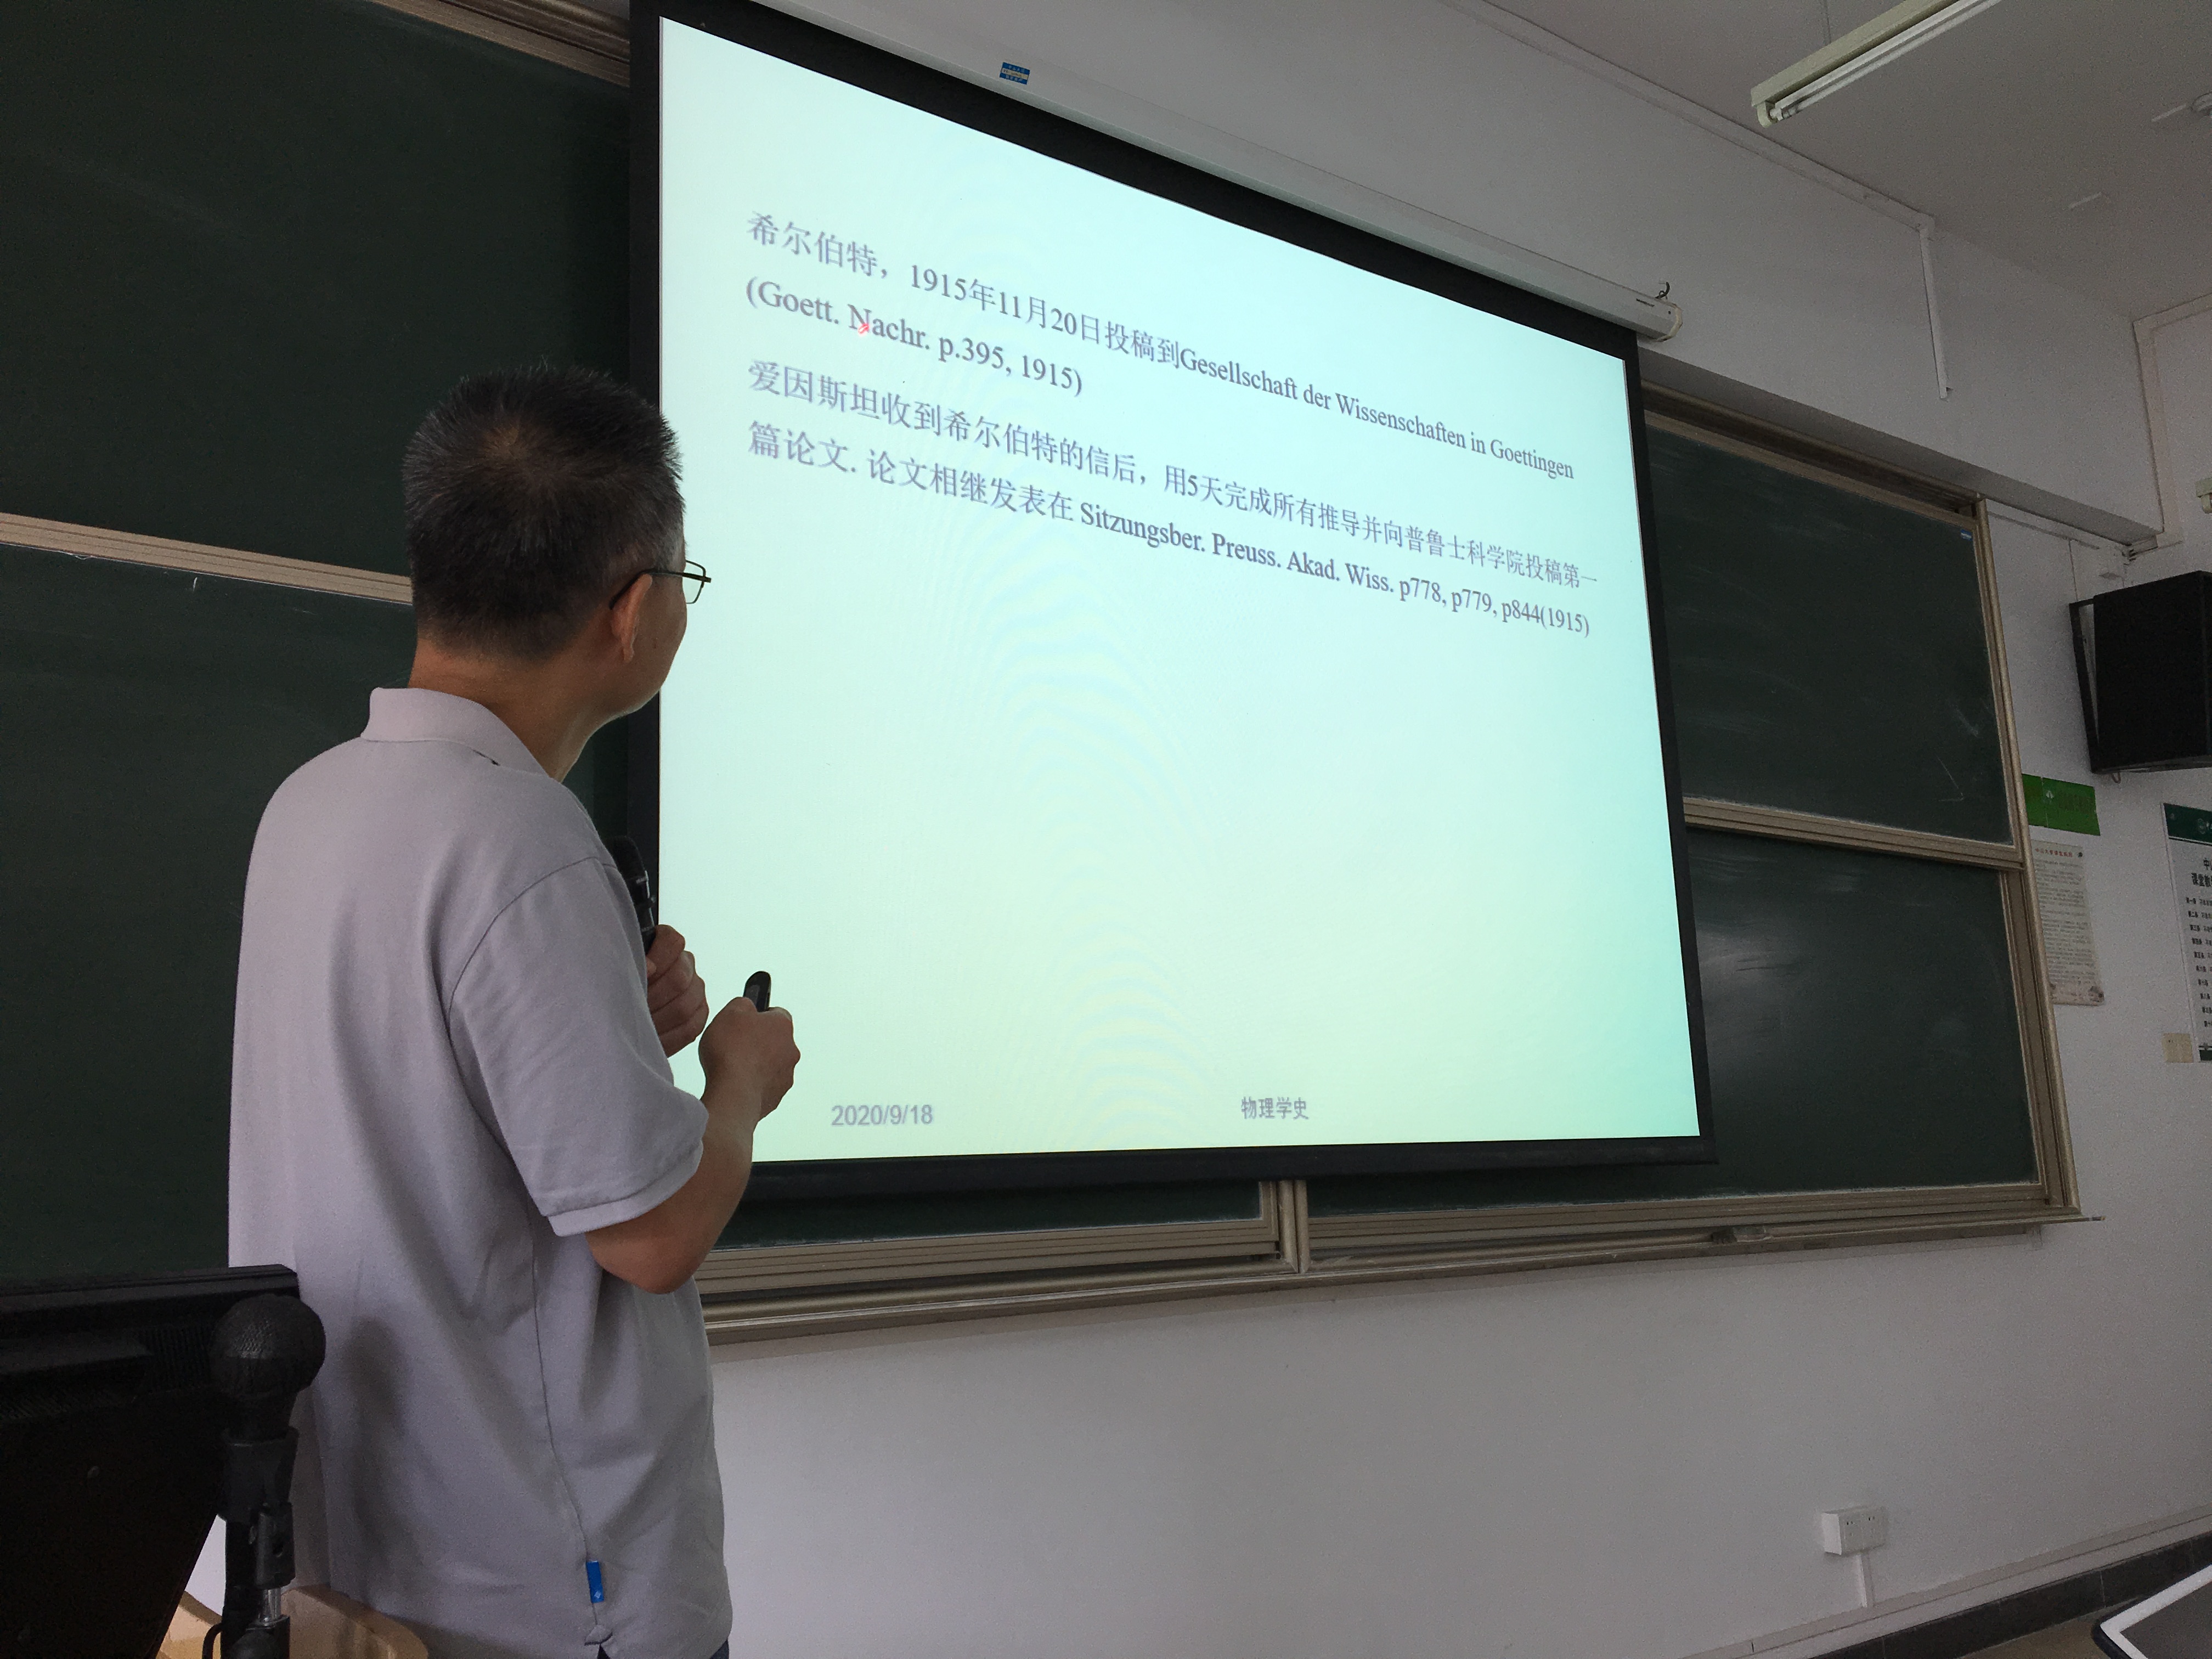 希尔伯特，1915年11月20日投稿到Gesellschaft der Wissenschaften in Goettingen
(Goett. Nachr. p.395, 1915)
爱因斯坦收到希尔伯特的信后，用5天完成所有推导并向普鲁士科学院投稿第一
篇论文. 论文相继发表在 Sitzungsber. Preuss. Akad. Wiss. p778, p779, p844(1915)
2020/9/18
物理学史